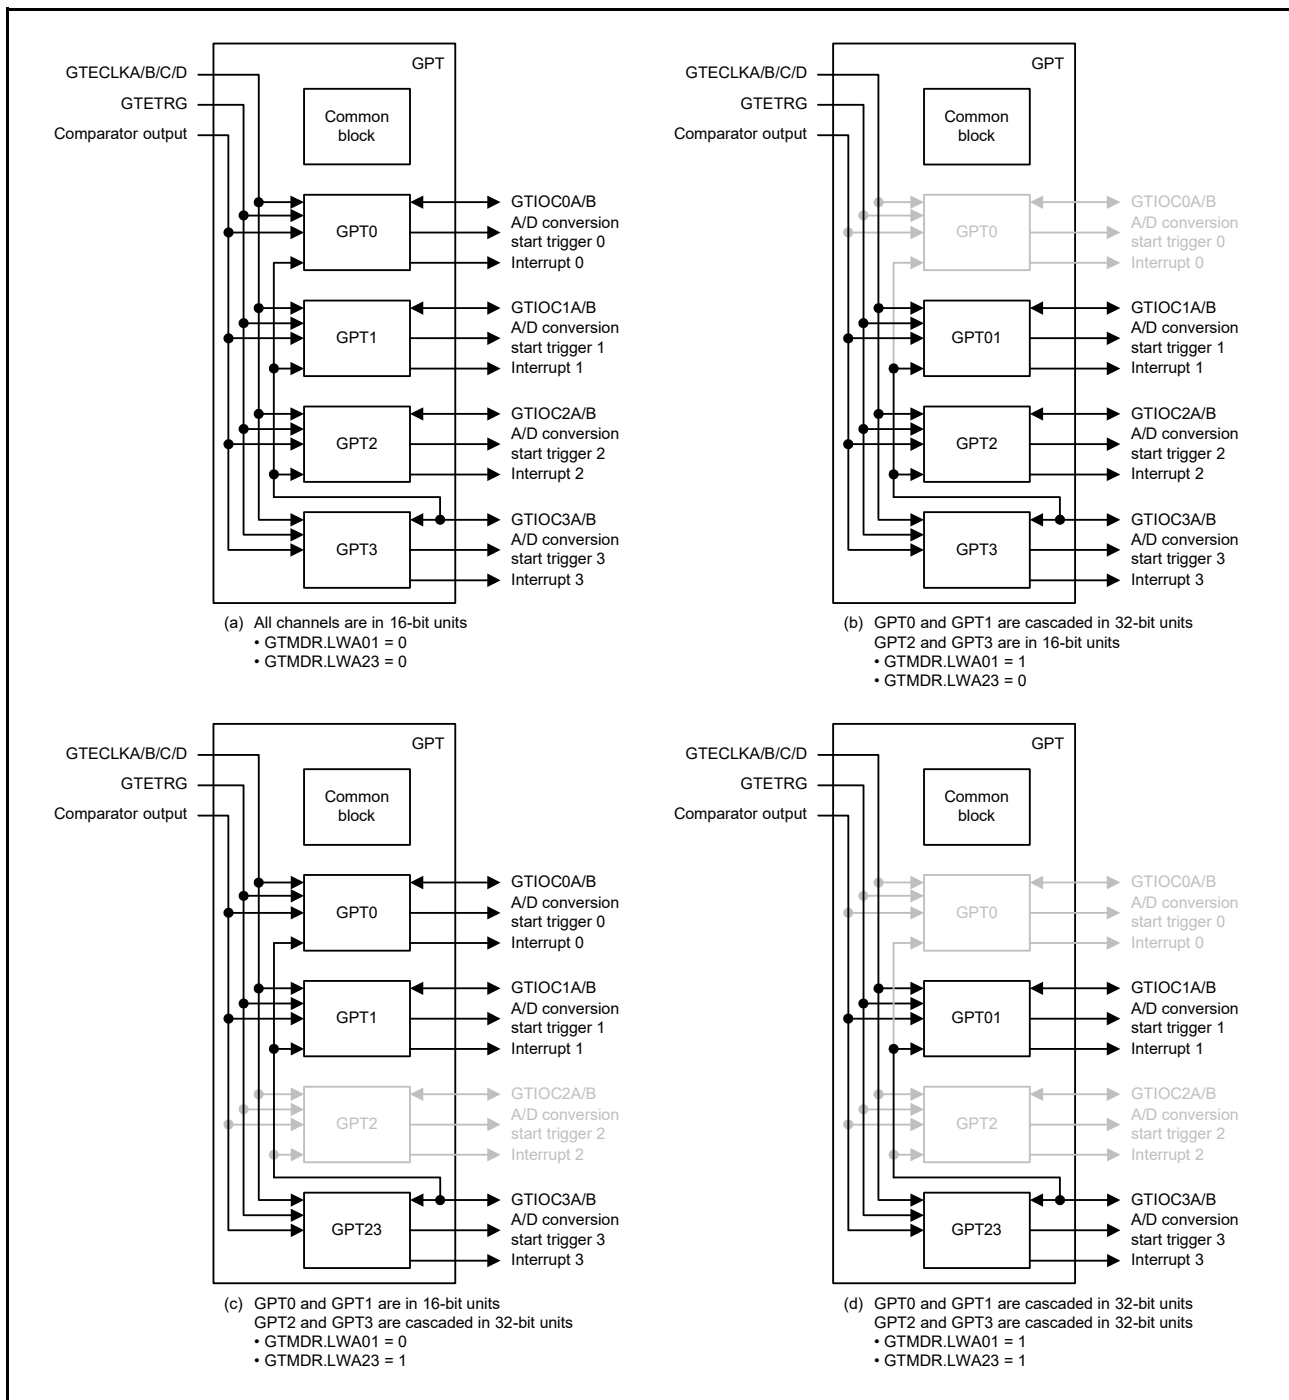 GPT
GTECLKA/B/C/D
GTETRG
Comparator output
Common
block
GPT0
GTIOC0A/B
A/D conversion
start trigger 0
Interrupt 0
GPT1
GTIOC1A/B
A/D conversion
start trigger 1
Interrupt 1
GPT2
GTIOC2A/B
A/D conversion
start trigger 2
Interrupt 2
GPT3
GTIOC3A/B
A/D conversion
start trigger 3
Interrupt 3
(a) All channels are in 16-bit units
• GTMDR.LWA01 = 0
• GTMDR.LWA23 = 0
GPT
GTECLKA/B/C/D
GTETRG
Comparator output
Common
block
GPT0
GTIOC0A/B
A/D conversion
start trigger 0
Interrupt 0
GPT01
GTIOC1A/B
A/D conversion
start trigger 1
Interrupt 1
GPT2
GTIOC2A/B
A/D conversion
start trigger 2
Interrupt 2
GPT3
GTIOC3A/B
A/D conversion
start trigger 3
Interrupt 3
(b) GPT0 and GPT1 are cascaded in 32-bit units
GPT2 and GPT3 are in 16-bit units
• GTMDR.LWA01 = 1
• GTMDR.LWA23 = 0
GPT
GTECLKA/B/C/D
GTETRG
Comparator output
Common
block
GPT0
GTIOC0A/B
A/D conversion
start trigger 0
Interrupt 0
GPT1
GTIOC1A/B
A/D conversion
start trigger 1
Interrupt 1
GPT2
GTIOC2A/B
A/D conversion
start trigger 2
Interrupt 2
GPT23
GTIOC3A/B
A/D conversion
start trigger 3
Interrupt 3
(c) GPT0 and GPT1 are in 16-bit units
GPT2 and GPT3 are cascaded in 32-bit units
• GTMDR.LWA01 = 0
• GTMDR.LWA23 = 1
GPT
GTECLKA/B/C/D
GTETRG
Comparator output
Common
block
GPT0
GTIOC0A/B
A/D conversion
start trigger 0
Interrupt 0
GPT01
GTIOC1A/B
A/D conversion
start trigger 1
Interrupt 1
GPT2
GTIOC2A/B
A/D conversion
start trigger 2
Interrupt 2
GPT23
GTIOC3A/B
A/D conversion
start trigger 3
Interrupt 3
(d) GPT0 and GPT1 are cascaded in 32-bit units
GPT2 and GPT3 are cascaded in 32-bit units
• GTMDR.LWA01 = 1
• GTMDR.LWA23 = 1